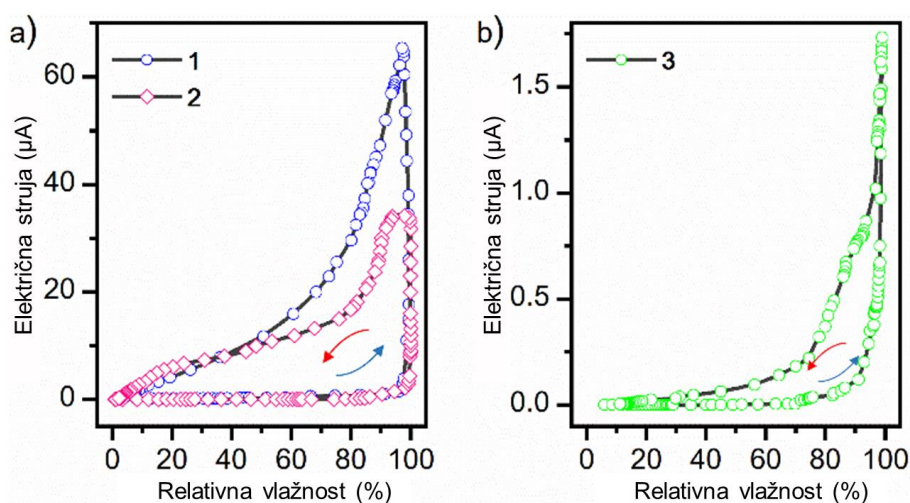 a)
1
2
Električna struja (µA)
60
40
20
0
0 20 40 60 80 100
Relativna vlažnost (%)
b)
3
Električna struja (µA)
1.5
1.0
0.5
0.0
0 20 40 60 80 100
Relativna vlažnost (%)